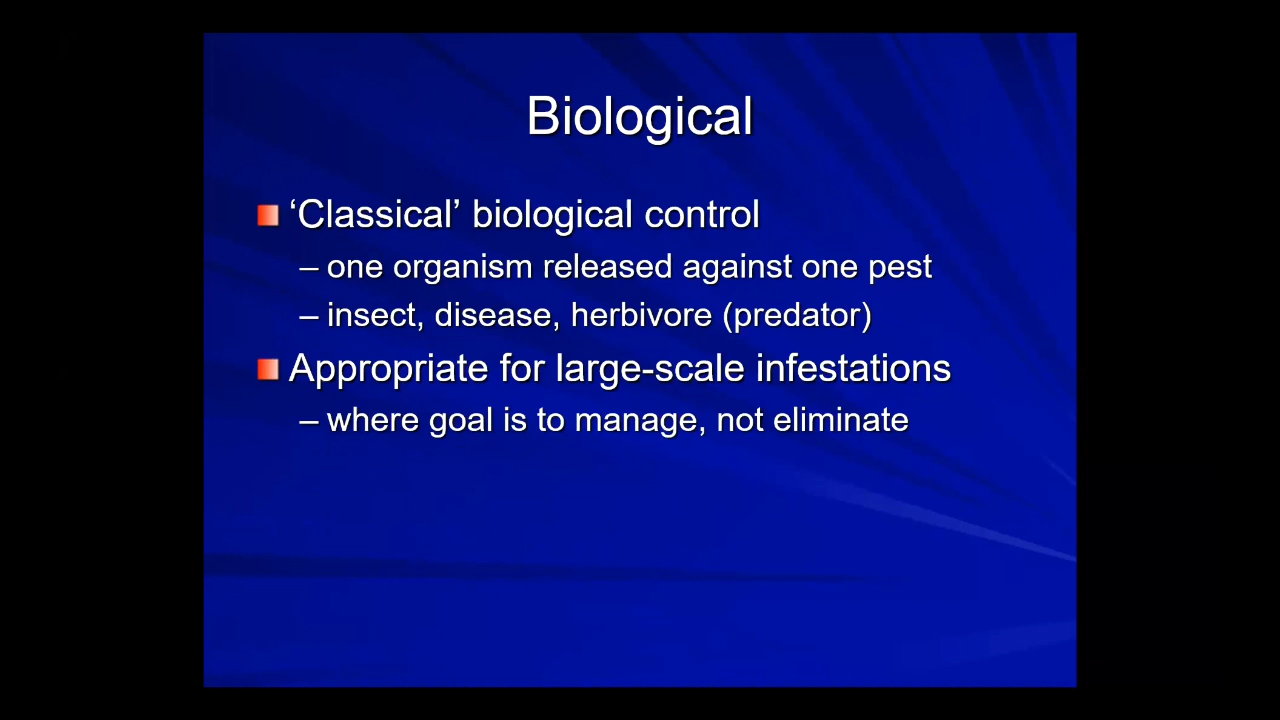 Biological
‘Classical’ biological control
– one organism released against one pest
– insect, disease, herbivore (predator)
Appropriate for large-scale infestations
– where goal is to manage, not eliminate